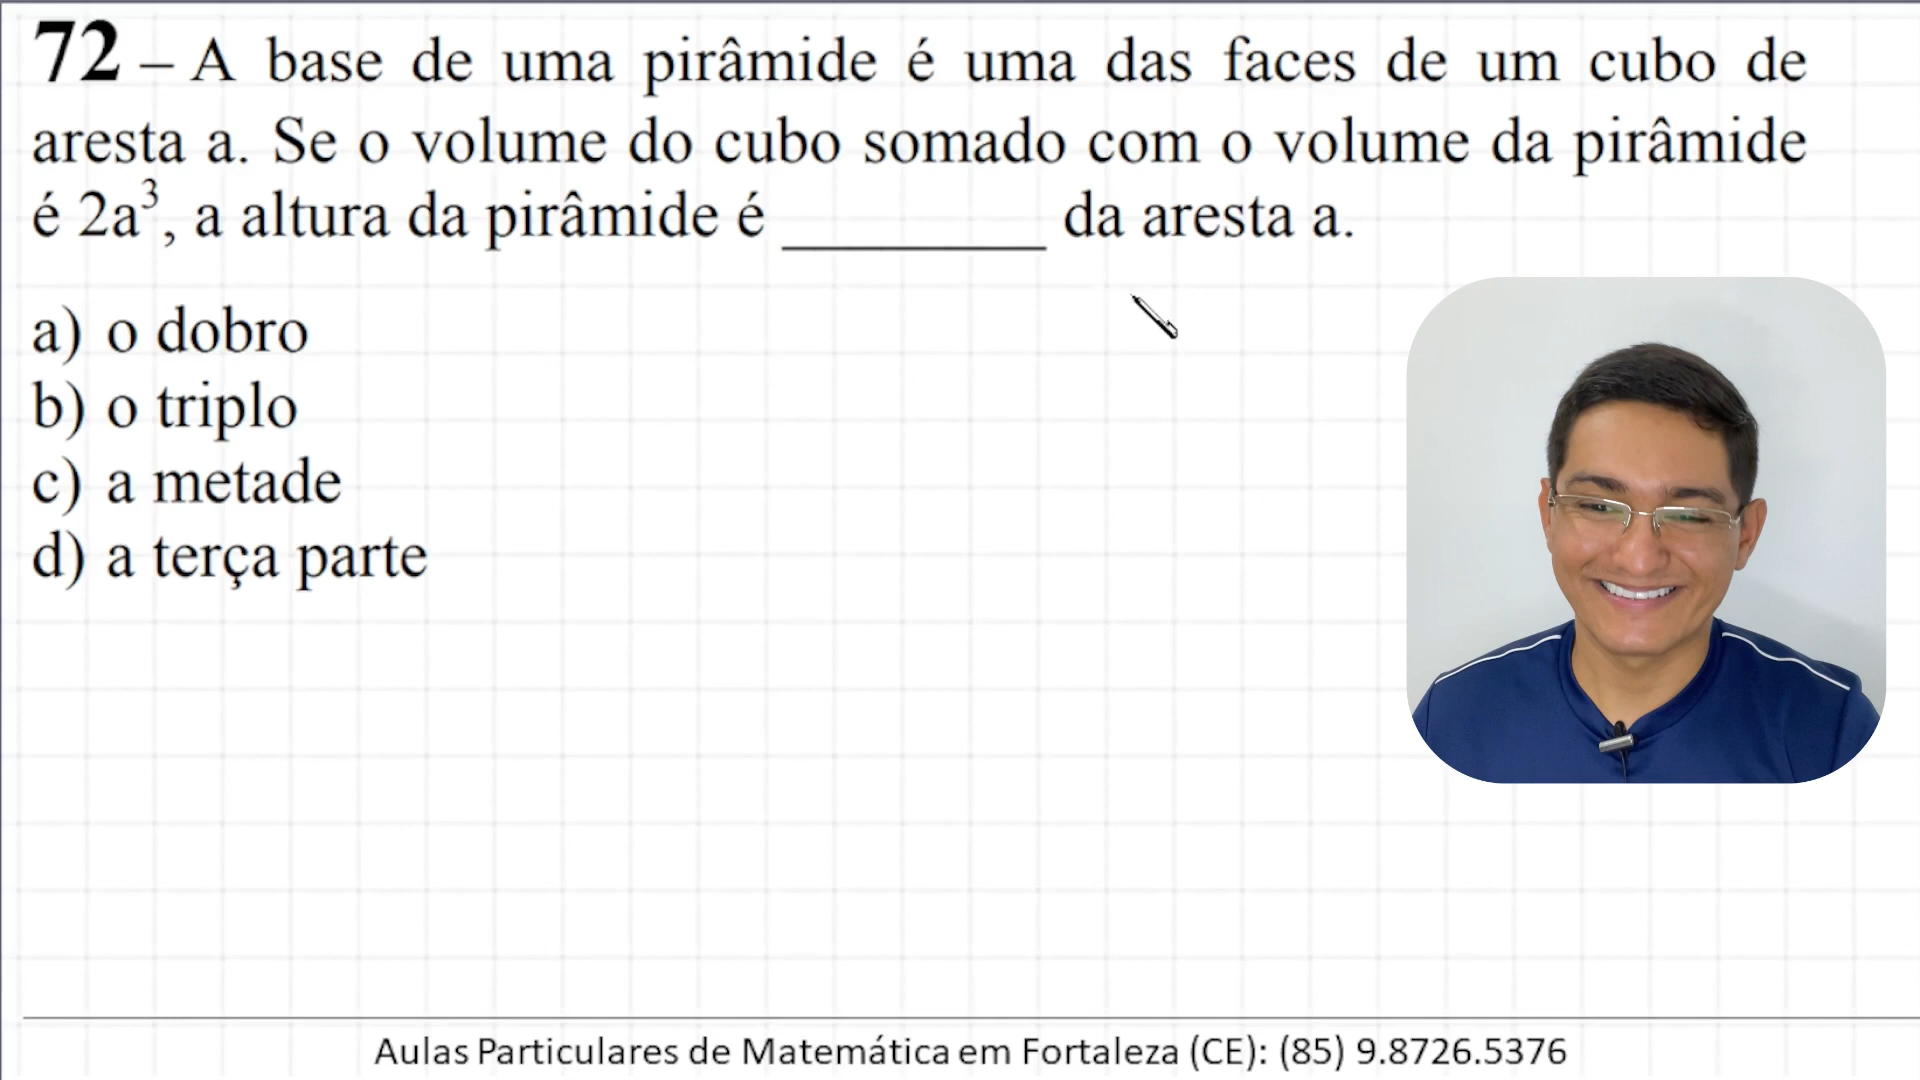 72 – A base de uma pirâmide é uma das faces de um cubo de
aresta a. Se o volume do cubo somado com o volume da pirâmide
é 2a³, a altura da pirâmide é _________ da aresta a.
a) o dobro
b) o triplo
c) a metade
d) a terça parte
Aulas Particulares de Matemática em Fortaleza (CE): (85) 9.8726.5376